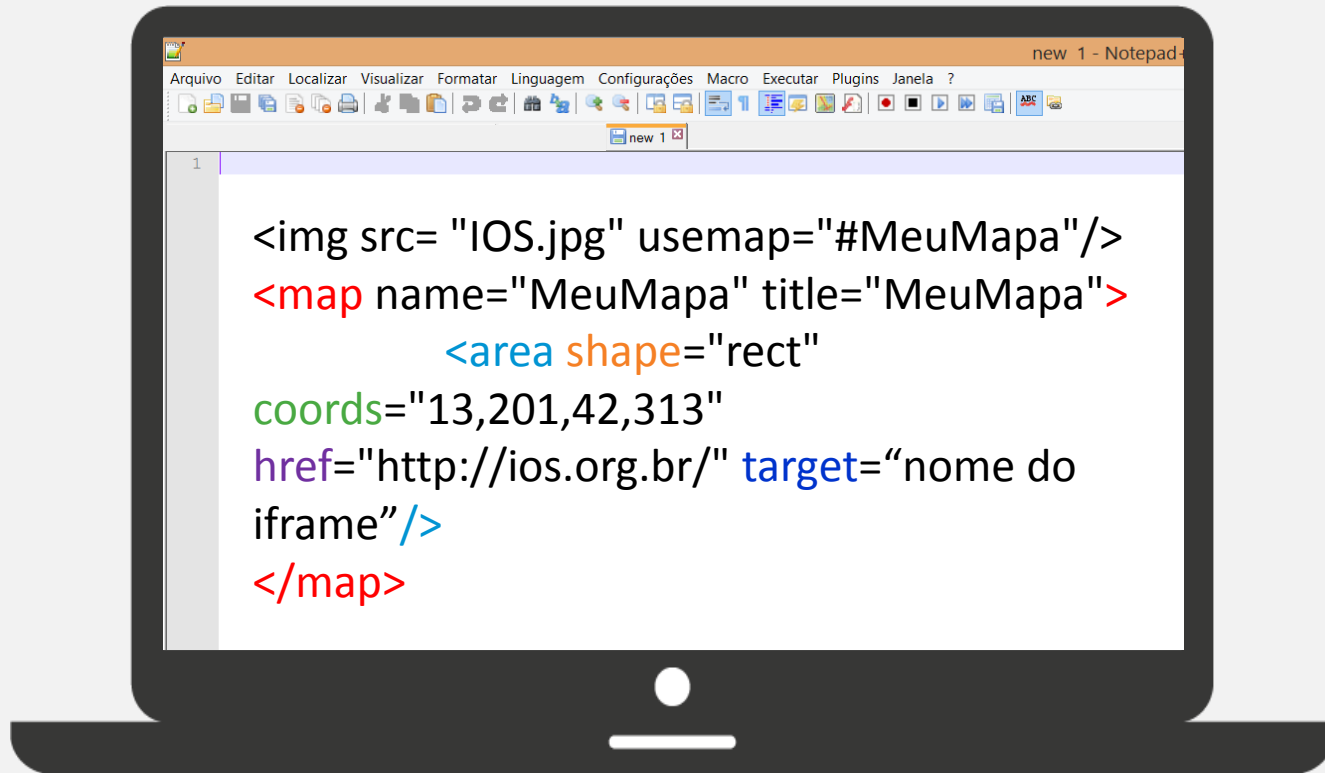 new 1 - Notepad+
Arquivo Editar Localizar Visualizar Formatar Linguagem Configurações Macro Executar Plugins Janela ?
new 1
1
<img src= "IOS.jpg" usemap="#MeuMapa"/>
<map name="MeuMapa" title="MeuMapa">
<area shape="rect"
coords="13,201,42,313"
href="http://ios.org.br/" target=“nome do
iframe”/>
</map>